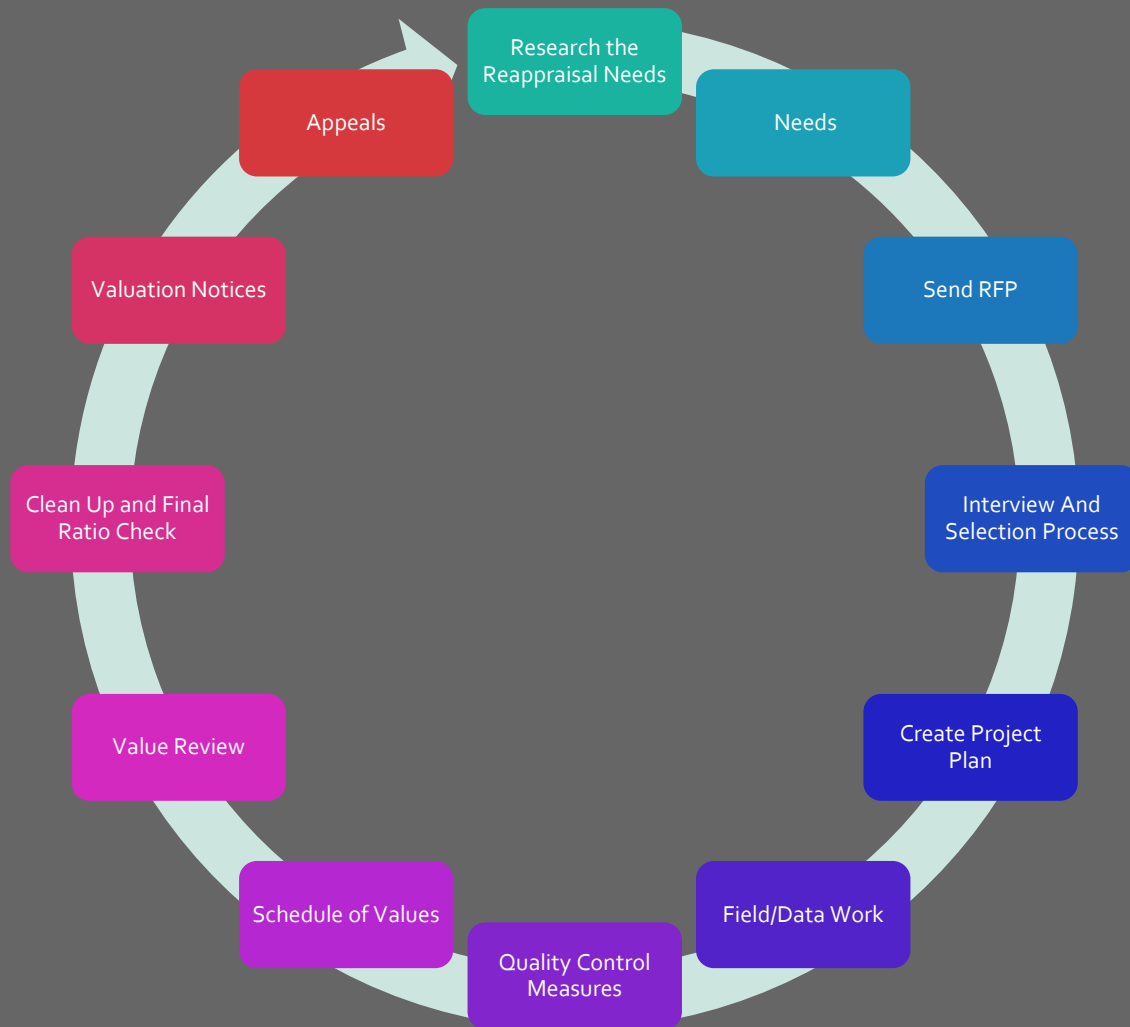 Research the
Reappraisal Needs
Needs
Send RFP
Interview And
Selection Process
Create Project
Plan
Field/Data Work
Quality Control
Measures
Schedule of Values
Value Review
Clean Up and Final
Ratio Check
Valuation Notices
Appeals